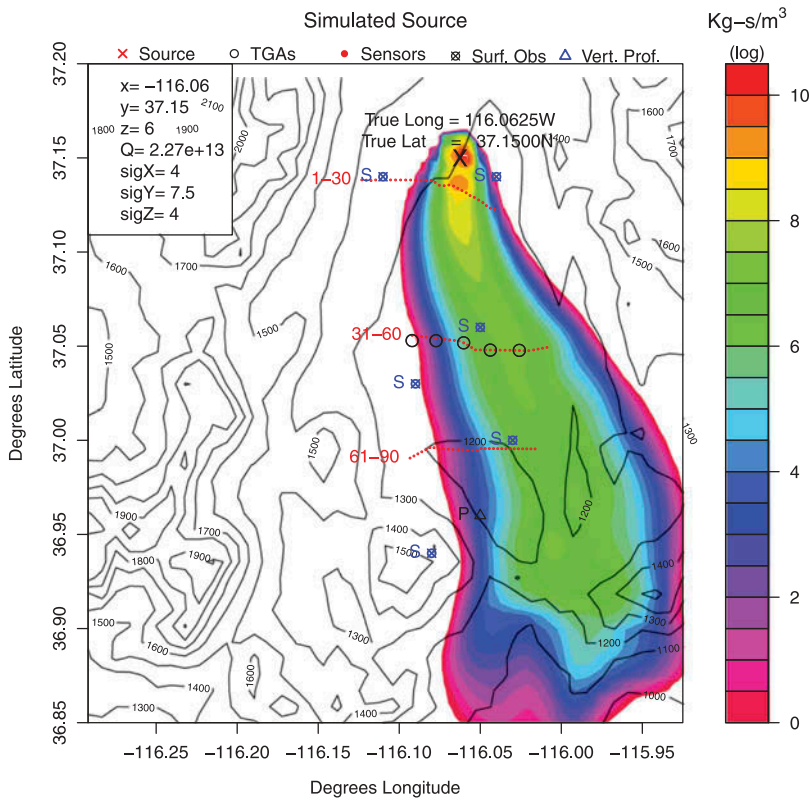 Simulated Source
Kg−s/m³
(log)
Source TGAs Sensors Surf. Obs Vert. Prof.
x= −116.06
y= 37.15
z= 6
Q= 2.27e+13
sigX= 4
sigY= 7.5
sigZ= 4
2100
1800
1900
2000
True Long = 116.0625W
True Lat = 37.1500N
1400
1600
1700
1−30
S
S
1600
1700
1600
1500
1500
1500
31−60
S
S
S
1200
1500
61−90
1300
1300
P
1200
1900
1700
1400
1800
1900
1500
S
1400
1500
1600
1300
1200
1300
1100
1600
1400
1300
1400
1000
37.20
37.15
37.10
37.05
37.00
36.95
36.90
36.85
Degrees Latitude
−116.25 −116.20 −116.15 −116.10 −116.05 −116.00 −115.95
Degrees Longitude
10
8
6
4
2
0